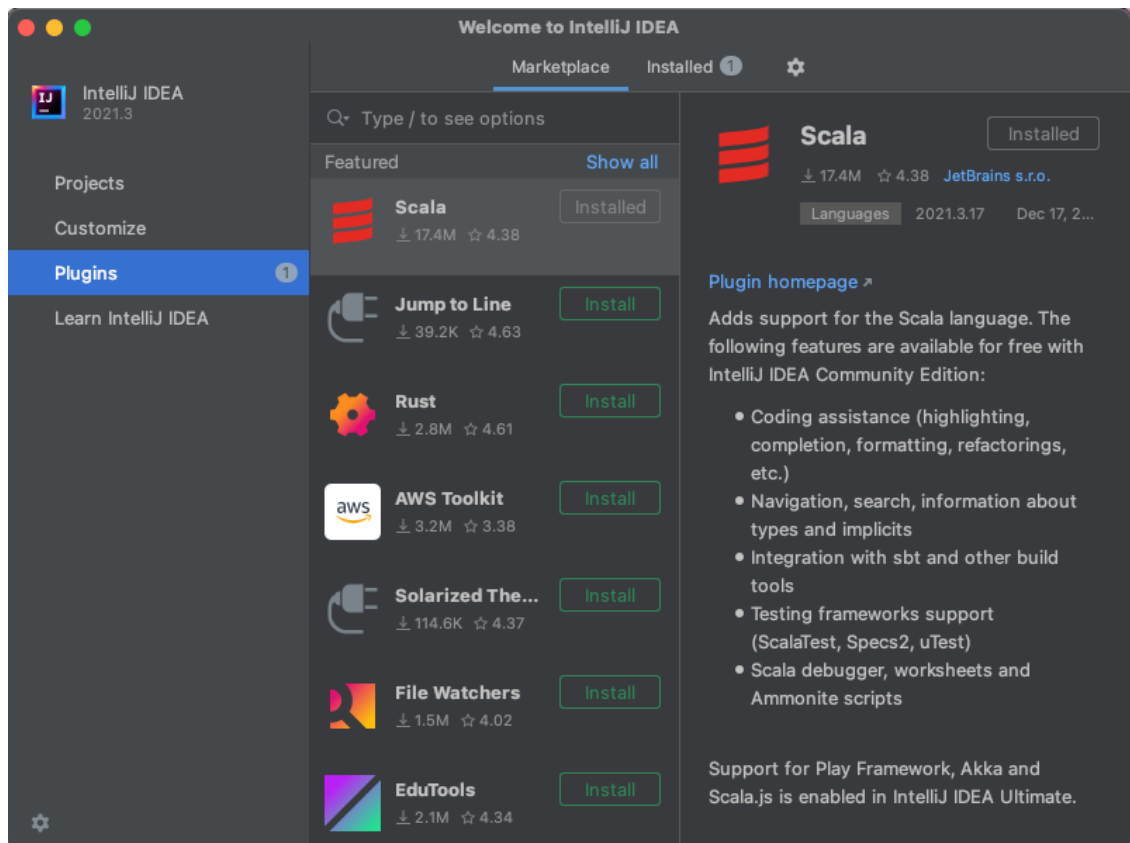 Welcome to IntelliJ IDEA
IJ
IntelliJ IDEA
2021.3
Projects
Customize
Plugins 1
Learn IntelliJ IDEA
Marketplace Installed 1
Type / to see options
Featured Show all
Scala Installed
17.4M 4.38
Jump to Line Install
39.2K 4.63
Rust Install
2.8M 4.61
aws
AWS Toolkit Install
3.2M 3.38
Solarized The... Install
114.6K 4.37
File Watchers Install
1.5M 4.02
EduTools Install
2.1M 4.34
Scala Installed
17.4M 4.38 JetBrains s.r.o.
Languages 2021.3.17 Dec 17, 2...
Plugin homepage ↗
Adds support for the Scala language. The
following features are available for free with
IntelliJ IDEA Community Edition:
• Coding assistance (highlighting,
completion, formatting, refactorings,
etc.)
• Navigation, search, information about
types and implicits
• Integration with sbt and other build
tools
• Testing frameworks support
(ScalaTest, Specs2, uTest)
• Scala debugger, worksheets and
Ammonite scripts
Support for Play Framework, Akka and
Scala.js is enabled in IntelliJ IDEA Ultimate.